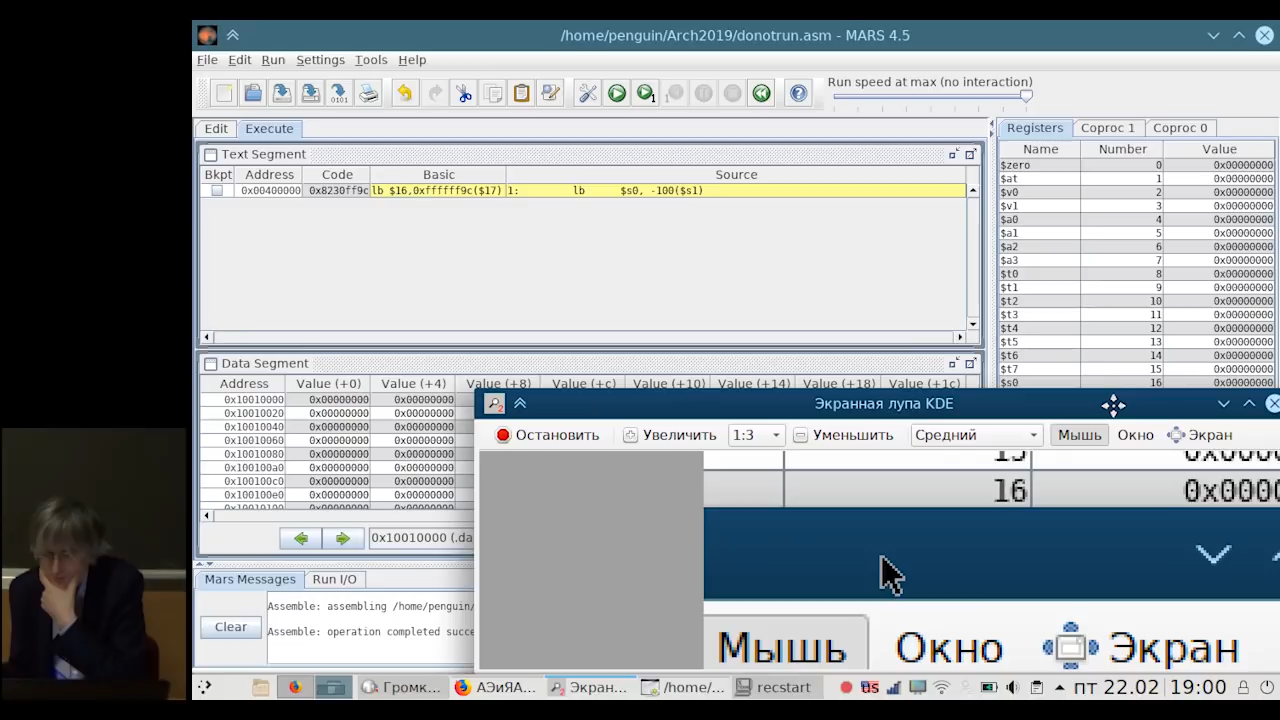 /home/penguin/Arch2019/donotrun.asm - MARS 4.5
File Edit Run Settings Tools Help
Run speed at max (no interaction)
Edit Execute
Registers Coproc 1 Coproc 0
Text Segment
Name Number Value
Bkpt Address Code Basic Source
0x00400000 0x8230ff9c lb $16,0xffffff9c($17) 1: lb $s0, -100($s1)
$zero 0 0x00000000
$at 1 0x00000000
$v0 2 0x00000000
$v1 3 0x00000000
$a0 4 0x00000000
$a1 5 0x00000000
$a2 6 0x00000000
$a3 7 0x00000000
$t0 8 0x00000000
$t1 9 0x00000000
$t2 10 0x00000000
$t3 11 0x00000000
$t4 12 0x00000000
$t5 13 0x00000000
$t6 14 0x00000000
$t7 15 0x00000000
$s0 16 0x00000000
Data Segment
Address Value (+0) Value (+4) Value (+8) Value (+c) Value (+10) Value (+14) Value (+18) Value (+1c)
0x10010000 0x00000000 0x00000000
0x10010020 0x00000000 0x00000000
0x10010040 0x00000000 0x00000000
0x10010060 0x00000000 0x00000000
0x10010080 0x00000000 0x00000000
0x100100a0 0x00000000 0x00000000
0x100100c0 0x00000000 0x00000000
0x100100e0 0x00000000 0x00000000
0x10010000 (.da
Экранная лупа KDE
Остановить Увеличить 1:3 Уменьшить Средний Мышь Окно Экран
16 0x0000
Мышь Окно Экран
Mars Messages Run I/O
Clear
Assemble: assembling /home/penguin/
Assemble: operation completed succe
Громк... АЭиЯА... Экран... /home/... recstart us пт 22.02 19:00